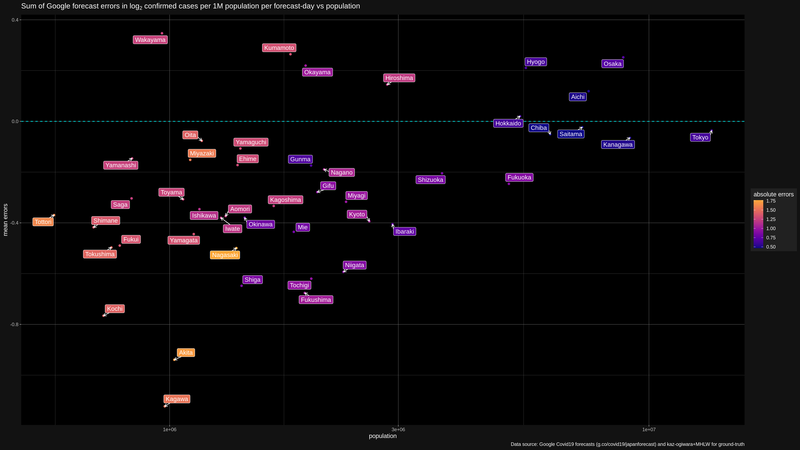 Sum of Google forecast errors in log₂ confirmed cases per 1M population per forecast-day vs population
0.4
Wakayama
Kumamoto
Hyogo
Osaka
Okayama
Hiroshima
Aichi
0.0
Hokkaido
Chiba
Saitama
Tokyo
Oita
Yamaguchi
Kanagawa
Miyazaki
Ehime
Gunma
Yamanashi
Nagano
Shizuoka
Fukuoka
Gifu
Toyama
Miyagi
Saga
Kagoshima
Aomori
Ishikawa
Kyoto
-0.4
Tottori
Shimane
Iwate
Okinawa
Mie
Ibaraki
Fukui
Yamagata
Tokushima
Nagasaki
Niigata
Shiga
Tochigi
Fukushima
Kochi
-0.8
Akita
Kagawa
mean errors
1e+06
3e+06
1e+07
population
absolute errors
1.75
1.50
1.25
1.00
0.75
0.50
Data source: Google Covid19 forecasts (g.co/covid19/japanforecast) and kaz-ogiwara+MHLW for ground-truth